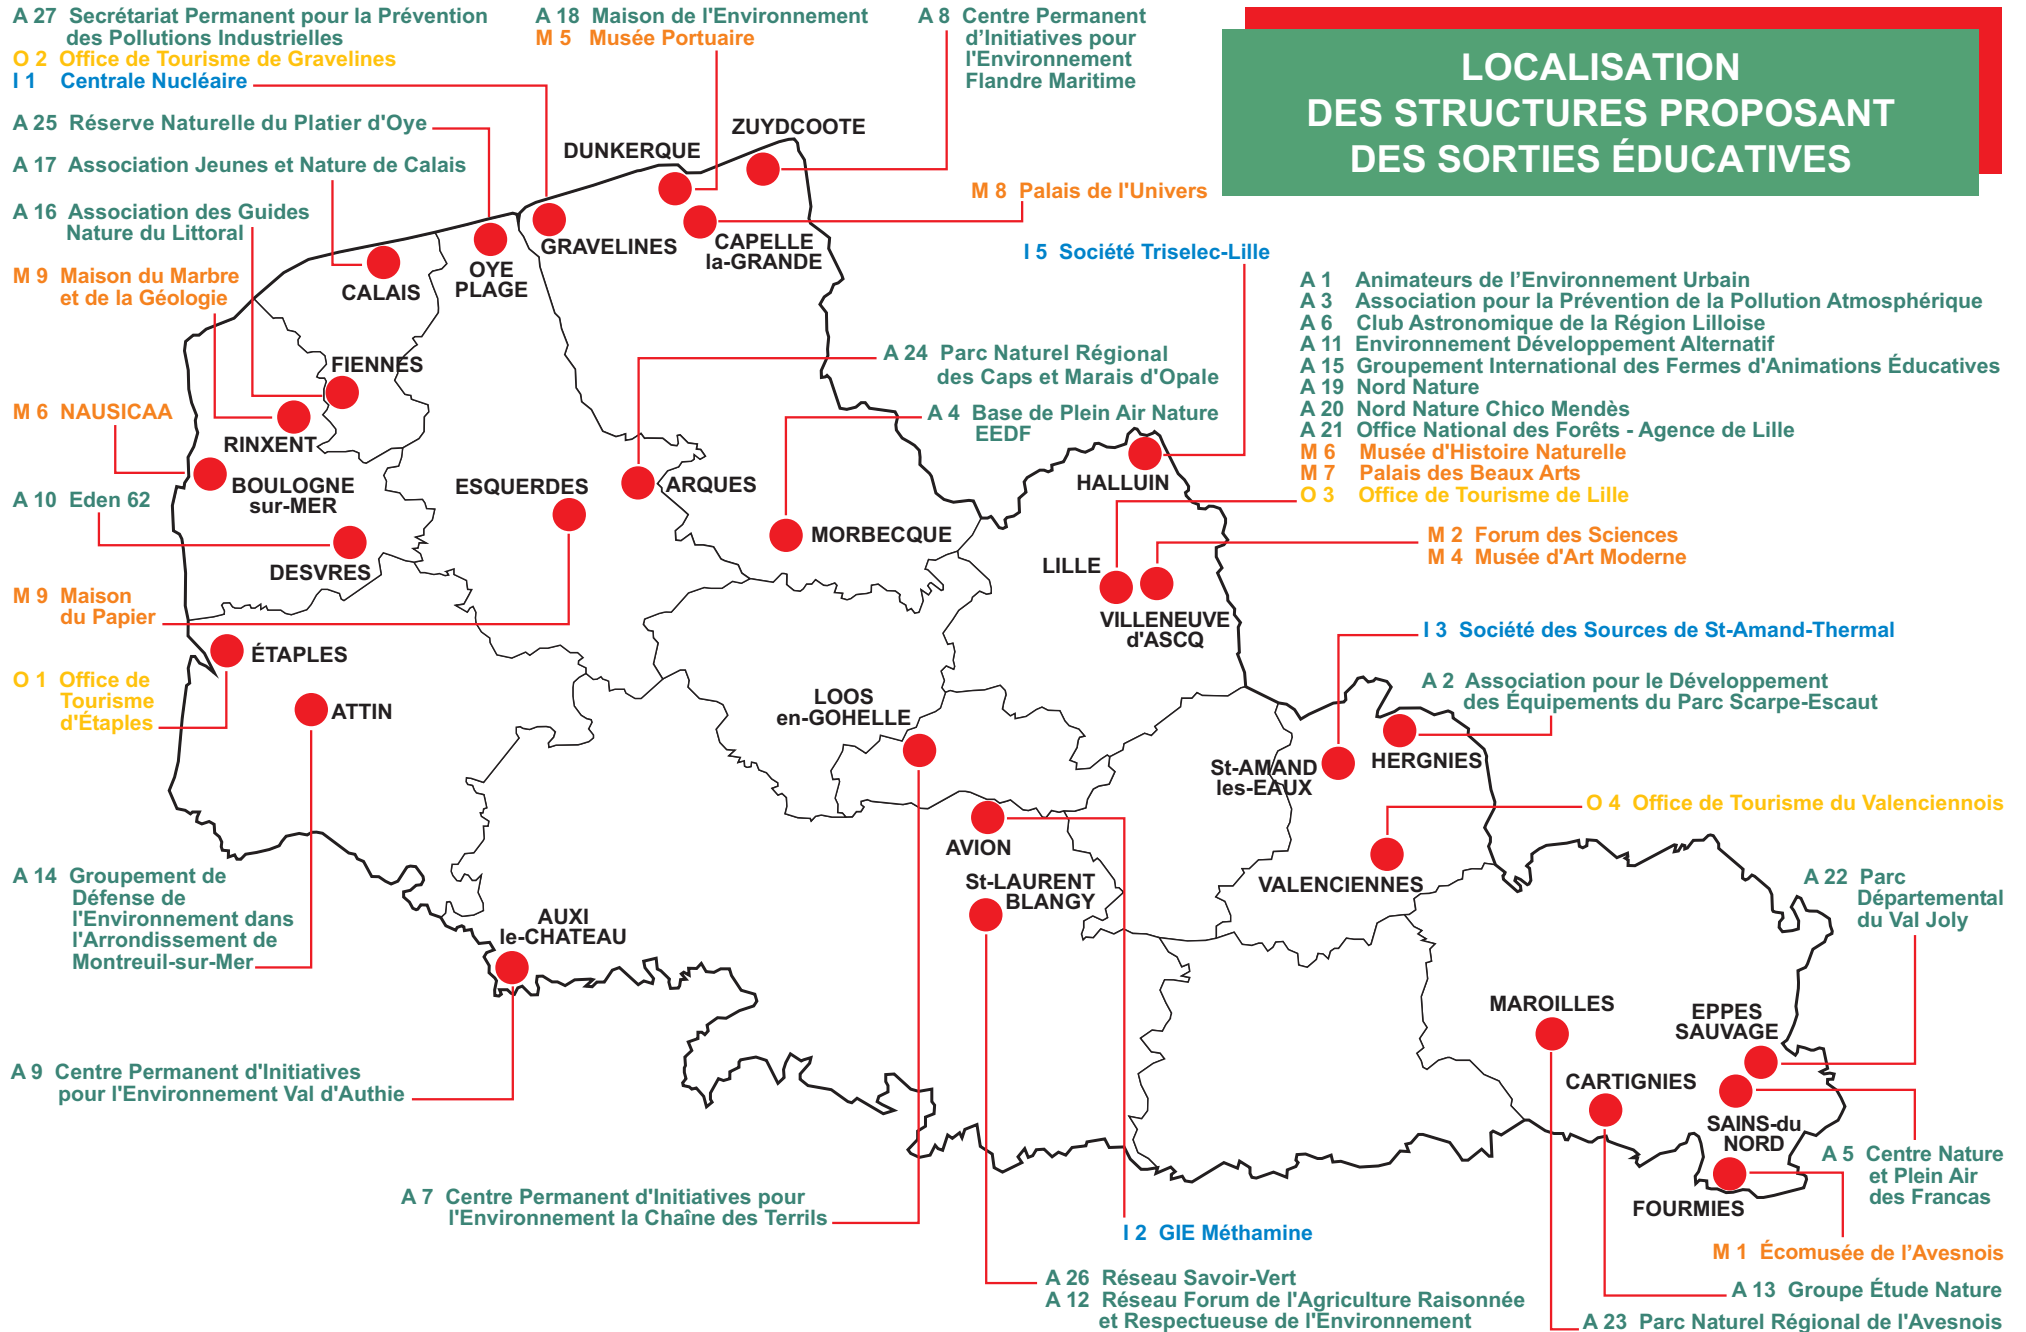 A 27 Secrétariat Permanent pour la Prévention
des Pollutions Industrielles
O 2 Office de Tourisme de Gravelines
I 1 Centrale Nucléaire
A 18 Maison de l'Environnement
M 5 Musée Portuaire
A 8 Centre Permanent
d'Initiatives pour
l'Environnement
Flandre Maritime
LOCALISATION
DES STRUCTURES PROPOSANT
DES SORTIES ÉDUCATIVES
A 25 Réserve Naturelle du Platier d'Oye
A 17 Association Jeunes et Nature de Calais
A 16 Association des Guides
Nature du Littoral
M 9 Maison du Marbre
et de la Géologie
M 6 NAUSICAA
A 10 Eden 62
M 9 Maison
du Papier
O 1 Office de
Tourisme
d'Étaples
A 14 Groupement de
Défense de
l'Environnement dans
l'Arrondissement de
Montreuil-sur-Mer
A 9 Centre Permanent d'Initiatives
pour l'Environnement Val d'Authie
A 7 Centre Permanent d'Initiatives pour
l'Environnement la Chaîne des Terrils
ZUYDCOOTE
DUNKERQUE
GRAVELINES
CAPELLE
la-GRANDE
OYE
PLAGE
CALAIS
FIENNES
RINXENT
BOULOGNE
sur-MER
ESQUERDES
ARQUES
MORBECQUE
DESVRES
ÉTAPLES
ATTIN
HALLUIN
LILLE
VILLENEUVE
d'ASCQ
LOOS
en-GOHELLE
St-AMAND
les-EAUX
HERGNIES
AVION
St-LAURENT
BLANGY
VALENCIENNES
AUXI
le-CHATEAU
MAROILLES
EPPES
SAUVAGE
CARTIGNIES
SAINS-du
NORD
FOURMIES
M 8 Palais de l'Univers
I 5 Société Triselec-Lille
A 24 Parc Naturel Régional
des Caps et Marais d'Opale
A 4 Base de Plein Air Nature
EEDF
A 1 Animateurs de l'Environnement Urbain
A 3 Association pour la Prévention de la Pollution Atmosphérique
A 6 Club Astronomique de la Région Lilloise
A 11 Environnement Développement Alternatif
A 15 Groupement International des Fermes d'Animations Éducatives
A 19 Nord Nature
A 20 Nord Nature Chico Mendès
A 21 Office National des Forêts - Agence de Lille
M 6 Musée d'Histoire Naturelle
M 7 Palais des Beaux Arts
O 3 Office de Tourisme de Lille
M 2 Forum des Sciences
M 4 Musée d'Art Moderne
I 3 Société des Sources de St-Amand-Thermal
A 2 Association pour le Développement
des Équipements du Parc Scarpe-Escaut
O 4 Office de Tourisme du Valenciennois
A 22 Parc
Départemental
du Val Joly
A 5 Centre Nature
et Plein Air
des Francas
I 2 GIE Méthamine
M 1 Écomusée de l'Avesnois
A 26 Réseau Savoir-Vert
A 12 Réseau Forum de l'Agriculture Raisonnée
et Respectueuse de l'Environnement
A 13 Groupe Étude Nature
A 23 Parc Naturel Régional de l'Avesnois